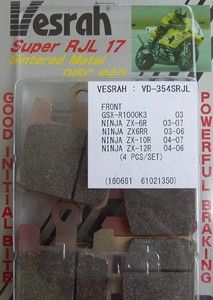 Vesrah
Super RJL 17
Sintered Metal
DISC PAD
GOOD INITIAL BITE
VESRAH : VD-354SRJL
FRONT
GSX-R1000K3 03
NINJA ZX-6R 03-07
NINJA ZX6RR 03-06
NINJA ZX-10R 04-07
NINJA ZX-12R 04-06
(4 PCS/SET)
(160661 61021350)